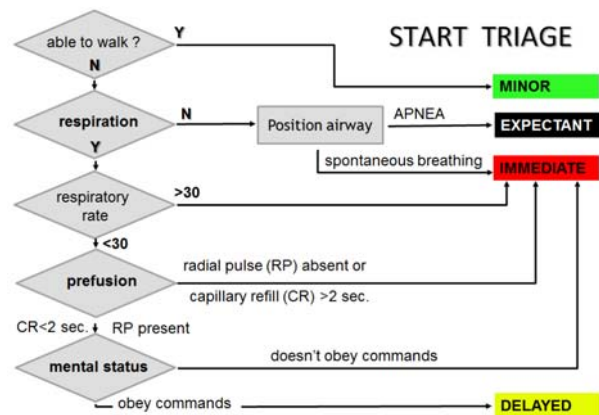 START TRIAGE
able to walk ?
Y
N
MINOR
respiration
N
Position airway
APNEA
EXPECTANT
Y
spontaneous breathing
IMMEDIATE
respiratory
rate
>30
<30
prefusion
radial pulse (RP) absent or
capillary refill (CR) >2 sec.
CR<2 sec.
RP present
mental status
doesn't obey commands
obey commands
DELAYED